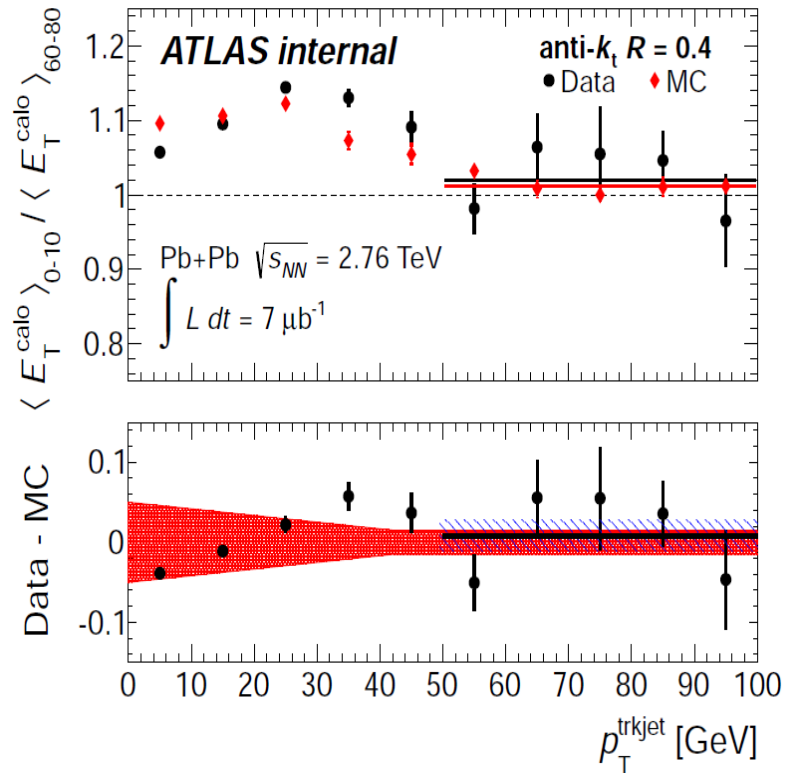 ⟨ E_T^calo ⟩_0-10 / ⟨ E_T^calo ⟩_60-80
1.2
1.1
1
0.9
0.8
ATLAS internal
anti-k_t R = 0.4
Data MC
Pb+Pb √s_NN = 2.76 TeV
∫ L dt = 7 μb⁻¹
Data - MC
0.1
0
-0.1
0 10 20 30 40 50 60 70 80 90 100
p_T^trkjet [GeV]